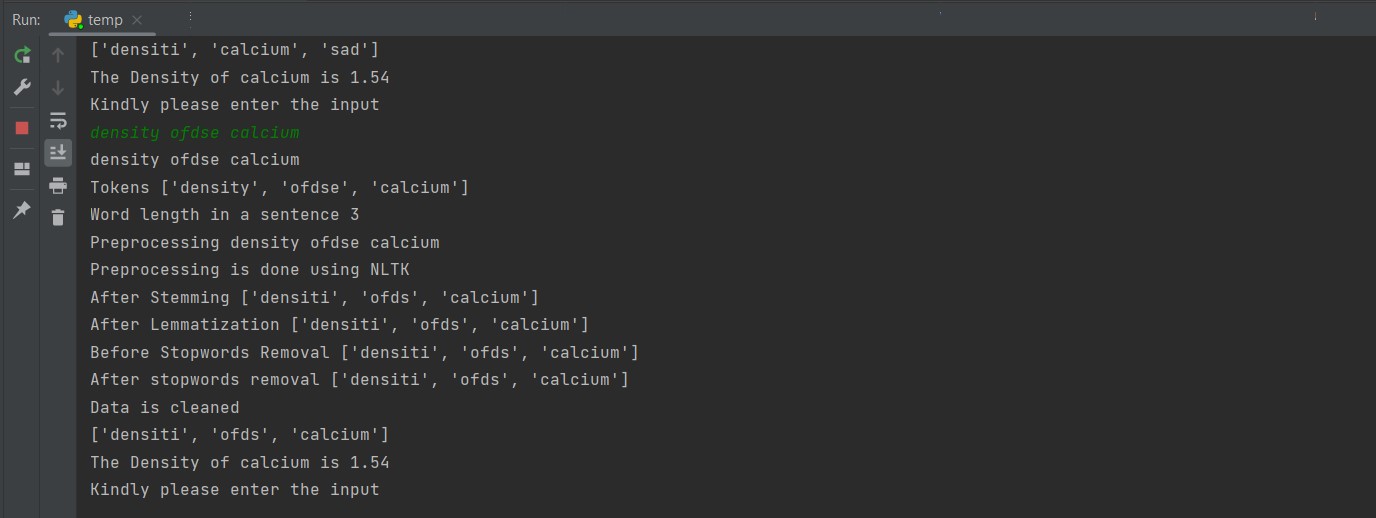 Run: temp
['densiti', 'calcium', 'sad']
The Density of calcium is 1.54
Kindly please enter the input
density ofdse calcium
density ofdse calcium
Tokens ['density', 'ofdse', 'calcium']
Word length in a sentence 3
Preprocessing density ofdse calcium
Preprocessing is done using NLTK
After Stemming ['densiti', 'ofds', 'calcium']
After Lemmatization ['densiti', 'ofds', 'calcium']
Before Stopwords Removal ['densiti', 'ofds', 'calcium']
After stopwords removal ['densiti', 'ofds', 'calcium']
Data is cleaned
['densiti', 'ofds', 'calcium']
The Density of calcium is 1.54
Kindly please enter the input